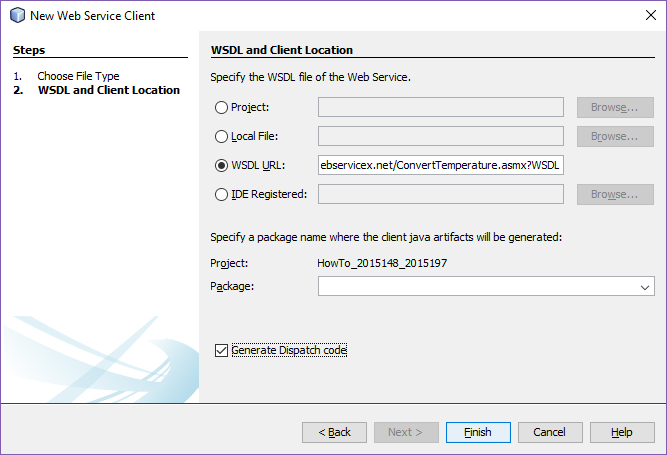 New Web Service Client
Steps
1. Choose File Type
2. WSDL and Client Location
WSDL and Client Location
Specify the WSDL file of the Web Service.
Project: Browse...
Local File: Browse...
WSDL URL: ebservicex.net/ConvertTemperature.asmx?WSDL
IDE Registered: Browse...
Specify a package name where the client java artifacts will be generated:
Project: HowTo_2015148_2015197
Package:
Generate Dispatch code
< Back Next > Finish Cancel Help